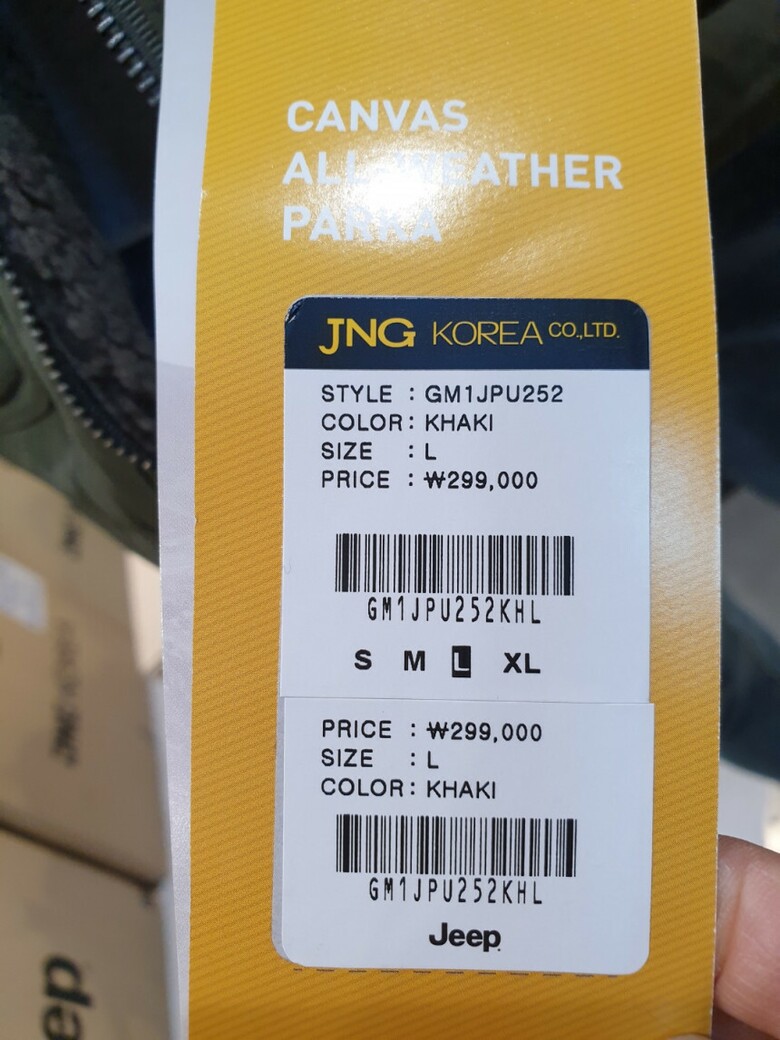 CANVAS
ALL-WEATHER
PARKA
JNG KOREA CO.,LTD.
STYLE : GM1JPU252
COLOR : KHAKI
SIZE : L
PRICE : ₩299,000
GM1JPU252KHL
S M L XL
PRICE : ₩299,000
SIZE : L
COLOR : KHAKI
GM1JPU252KHL
Jeep
ep